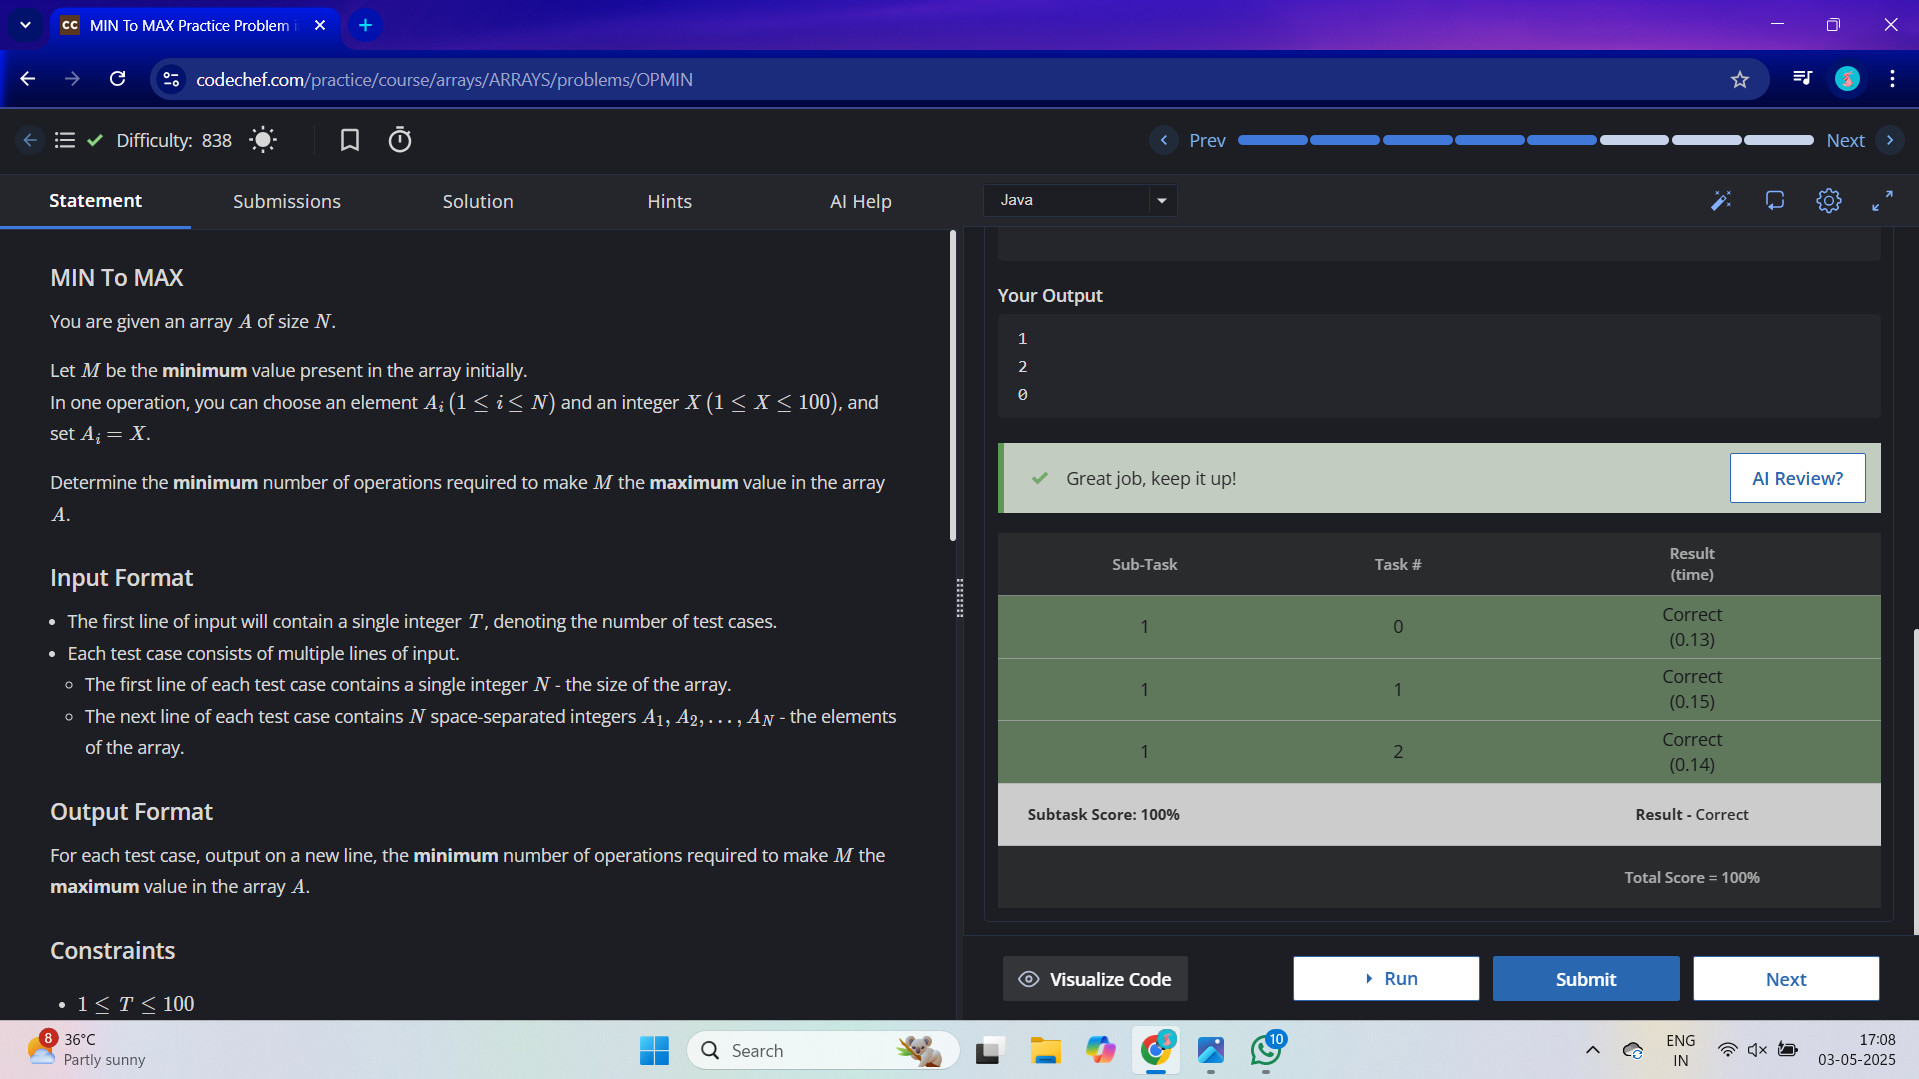 CC MIN To MAX Practice Problem i
codechef.com/practice/course/arrays/ARRAYS/problems/OPMIN
Difficulty: 838
Prev
Next
Statement
Submissions
Solution
Hints
AI Help
Java
MIN To MAX
You are given an array A of size N.
Let M be the minimum value present in the array initially.
In one operation, you can choose an element Aᵢ (1 ≤ i ≤ N) and an integer X (1 ≤ X ≤ 100), and
set Aᵢ = X.
Determine the minimum number of operations required to make M the maximum value in the array
A.
Input Format
• The first line of input will contain a single integer T, denoting the number of test cases.
• Each test case consists of multiple lines of input.
◦ The first line of each test case contains a single integer N - the size of the array.
◦ The next line of each test case contains N space-separated integers A₁, A₂, . . . , A_N - the elements
of the array.
Output Format
For each test case, output on a new line, the minimum number of operations required to make M the
maximum value in the array A.
Constraints
• 1 ≤ T ≤ 100
Your Output
1
2
0
Great job, keep it up!
AI Review?
Sub-Task Task # Result
(time)
1 0 Correct
(0.13)
1 1 Correct
(0.15)
1 2 Correct
(0.14)
Subtask Score: 100% Result - Correct
Total Score = 100%
Visualize Code
Run
Submit
Next
8
36°C
Partly sunny
Search
10
ENG
IN
17:08
03-05-2025